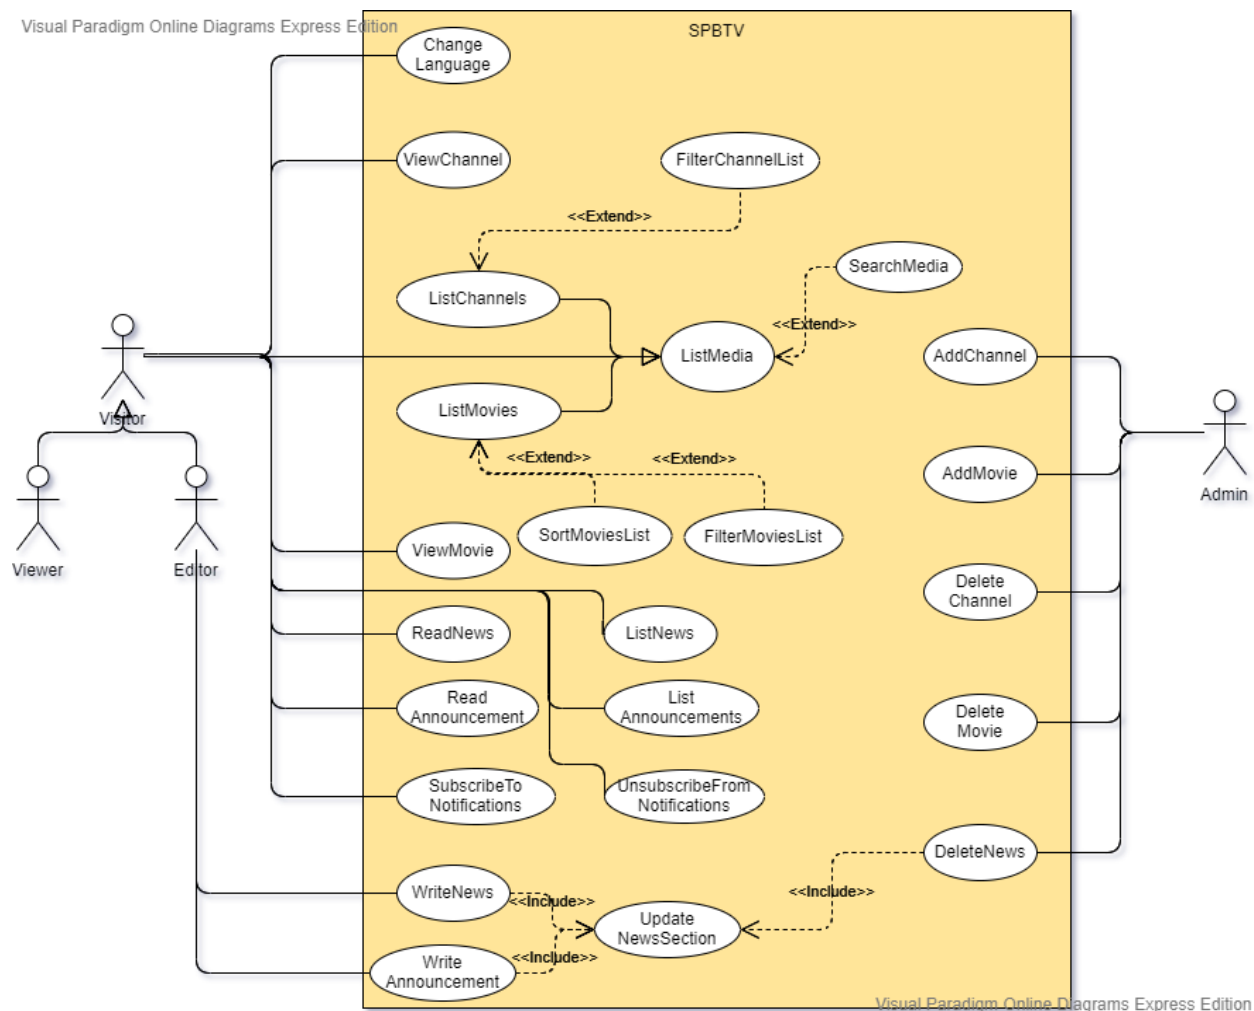 Visual Paradigm Online Diagrams Express Edition
SPBTV
Change
Language
ViewChannel
FilterChannelList
<<Extend>>
SearchMedia
ListChannels
<<Extend>>
ListMedia
AddChannel
ListMovies
Visitor
<<Extend>>
<<Extend>>
AddMovie
Admin
SortMoviesList
FilterMoviesList
ViewMovie
Viewer
Editor
Delete
Channel
ReadNews
ListNews
Read
Announcement
List
Announcements
Delete
Movie
SubscribeTo
Notifications
UnsubscribeFrom
Notifications
DeleteNews
WriteNews
<<Include>>
<<Include>>
Update
NewsSection
Write
Announcement
<<Include>>
Visual Paradigm Online Diagrams Express Edition